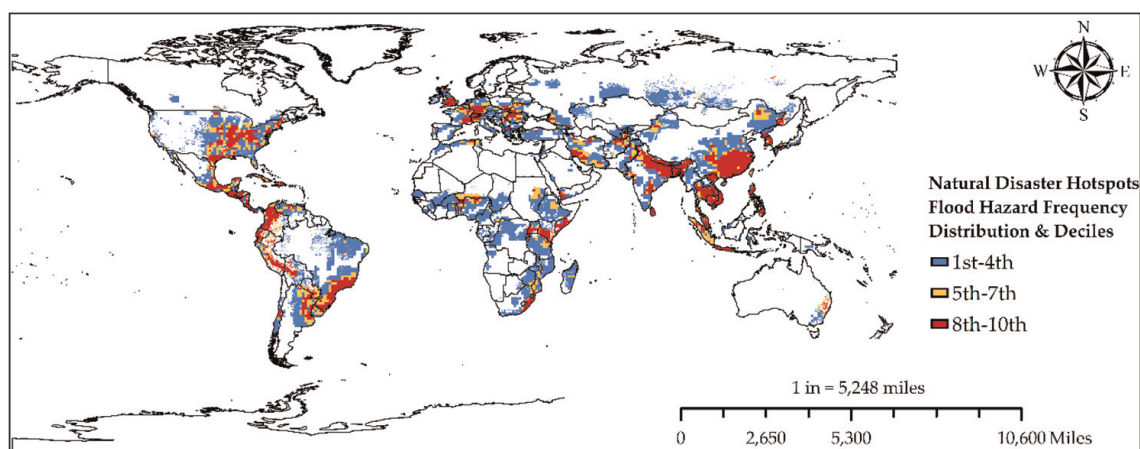 N
W E
S
Natural Disaster Hotspots
Flood Hazard Frequency
Distribution & Deciles
1st-4th
5th-7th
8th-10th
1 in = 5,248 miles
0 2,650 5,300 10,600 Miles